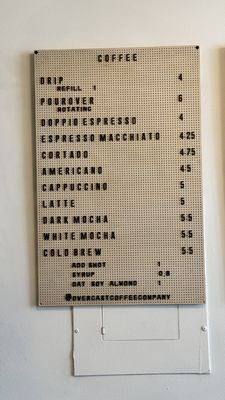 COFFEE
DRIP 4
REFILL 1
POUROVER 6
ROTATING
DOPPIO ESPRESSO 4
ESPRESSO MACCHIATO 4.25
CORTADO 4.75
AMERICANO 4.5
CAPPUCCINO 5
LATTE 5
DARK MOCHA 5.5
WHITE MOCHA 5.5
COLD BREW 5.5
ADD SHOT 1
SYRUP 0.8
OAT SOY ALMOND 1
@OVERCASTCOFFEECOMPANY